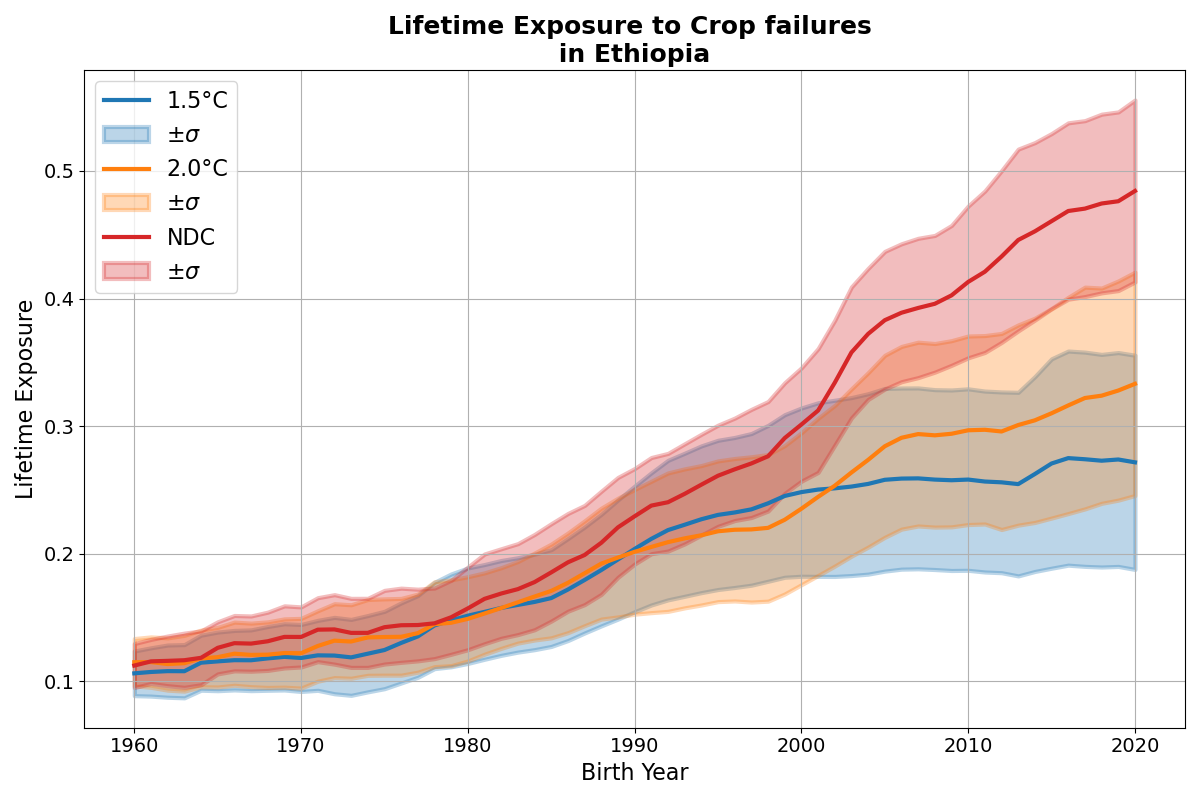 Lifetime Exposure to Crop failures
in Ethiopia
1.5°C
±σ
2.0°C
±σ
NDC
±σ
Lifetime Exposure
0.5
0.4
0.3
0.2
0.1
1960 1970 1980 1990 2000 2010 2020
Birth Year